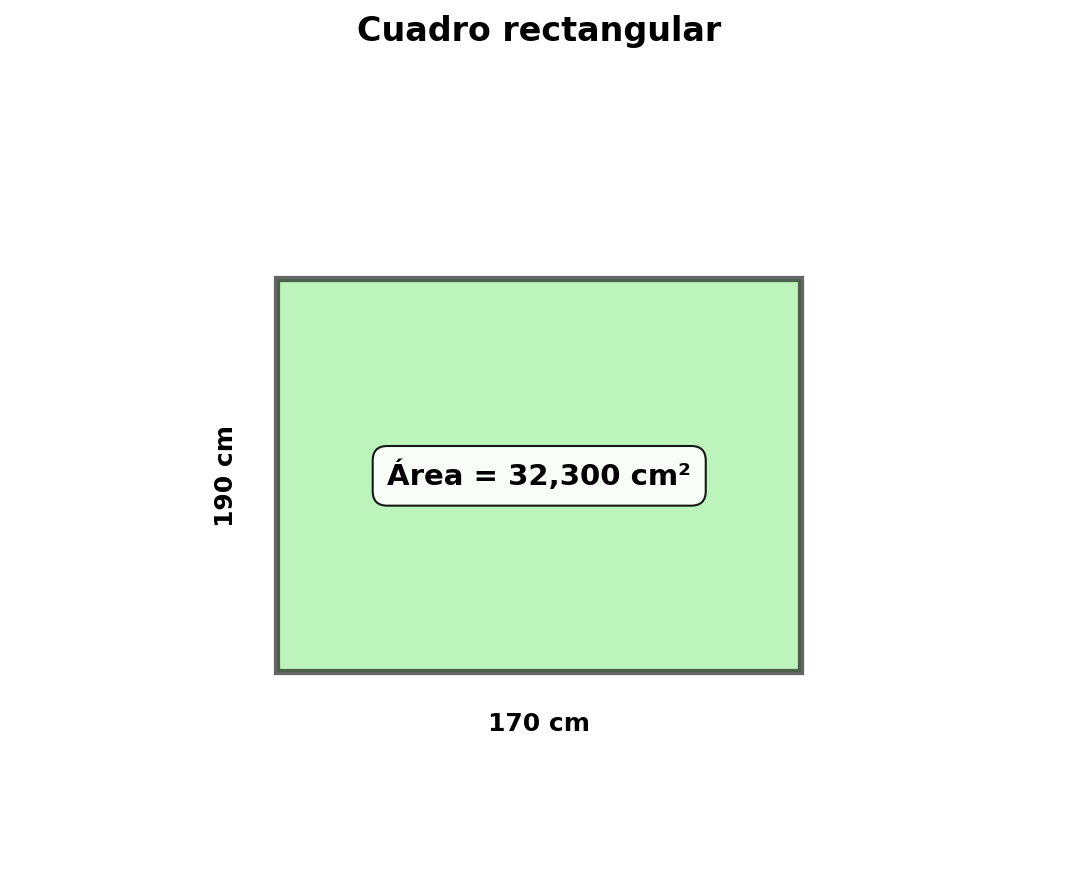 Cuadro rectangular
Área = 32,300 cm²
190 cm
170 cm